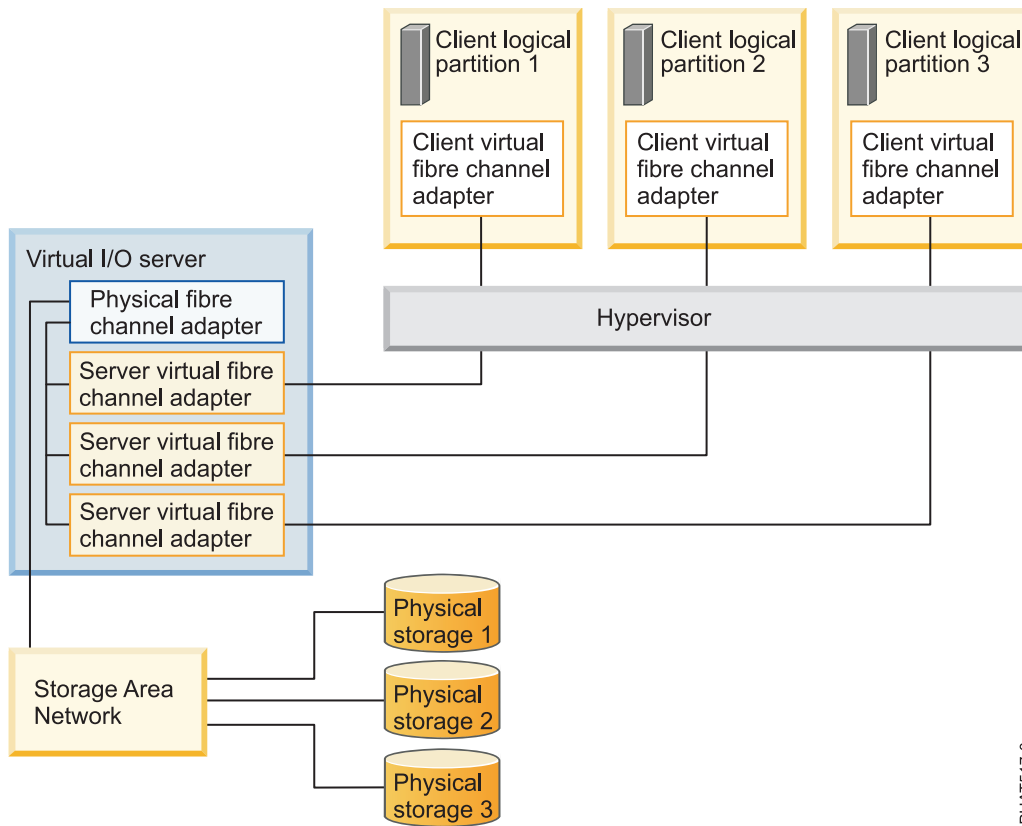 Client logical
partition 1
Client virtual
fibre channel
adapter
Client logical
partition 2
Client virtual
fibre channel
adapter
Client logical
partition 3
Client virtual
fibre channel
adapter
Virtual I/O server
Physical fibre
channel adapter
Server virtual fibre
channel adapter
Server virtual fibre
channel adapter
Server virtual fibre
channel adapter
Hypervisor
Storage Area
Network
Physical
storage 1
Physical
storage 2
Physical
storage 3